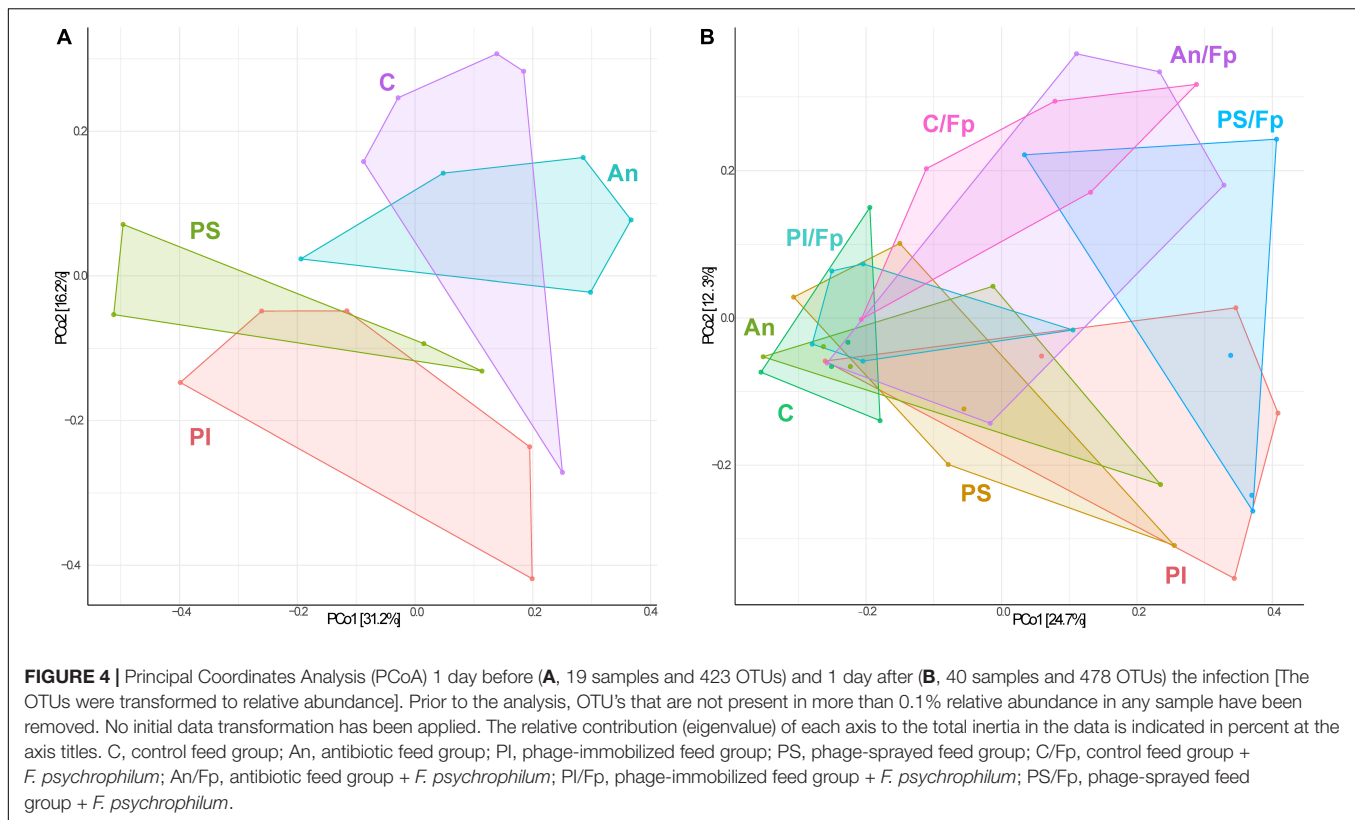 A
C
An
PS
PI
0.2
0.0
−0.2
−0.4
PCo2 [16.2%]
−0.4
−0.2
0.0
0.2
0.4
PCo1 [31.2%]
B
An/Fp
C/Fp
PS/Fp
PI/Fp
An
C
PS
PI
0.2
0.0
−0.2
PCo2 [12.3%]
−0.2
0.0
0.2
0.4
PCo1 [24.7%]
FIGURE 4 | Principal Coordinates Analysis (PCoA) 1 day before (A, 19 samples and 423 OTUs) and 1 day after (B, 40 samples and 478 OTUs) the infection [The
OTUs were transformed to relative abundance]. Prior to the analysis, OTU's that are not present in more than 0.1% relative abundance in any sample have been
removed. No initial data transformation has been applied. The relative contribution (eigenvalue) of each axis to the total inertia in the data is indicated in percent at the
axis titles. C, control feed group; An, antibiotic feed group; PI, phage-immobilized feed group; PS, phage-sprayed feed group; C/Fp, control feed group +
F. psychrophilum; An/Fp, antibiotic feed group + F. psychrophilum; PI/Fp, phage-immobilized feed group + F. psychrophilum; PS/Fp, phage-sprayed feed
group + F. psychrophilum.